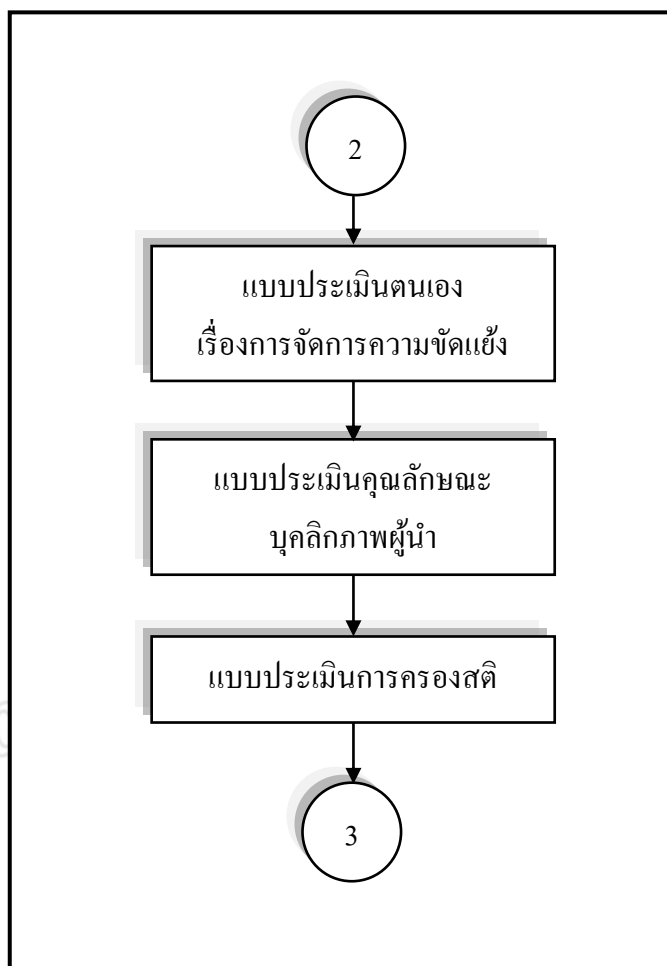 2
แบบประเมินตนเอง
เรื่องการจัดการความขัดแย้ง
แบบประเมินคุณลักษณะ
บุคลิกภาพผู้นำ
แบบประเมินการครองสติ
3